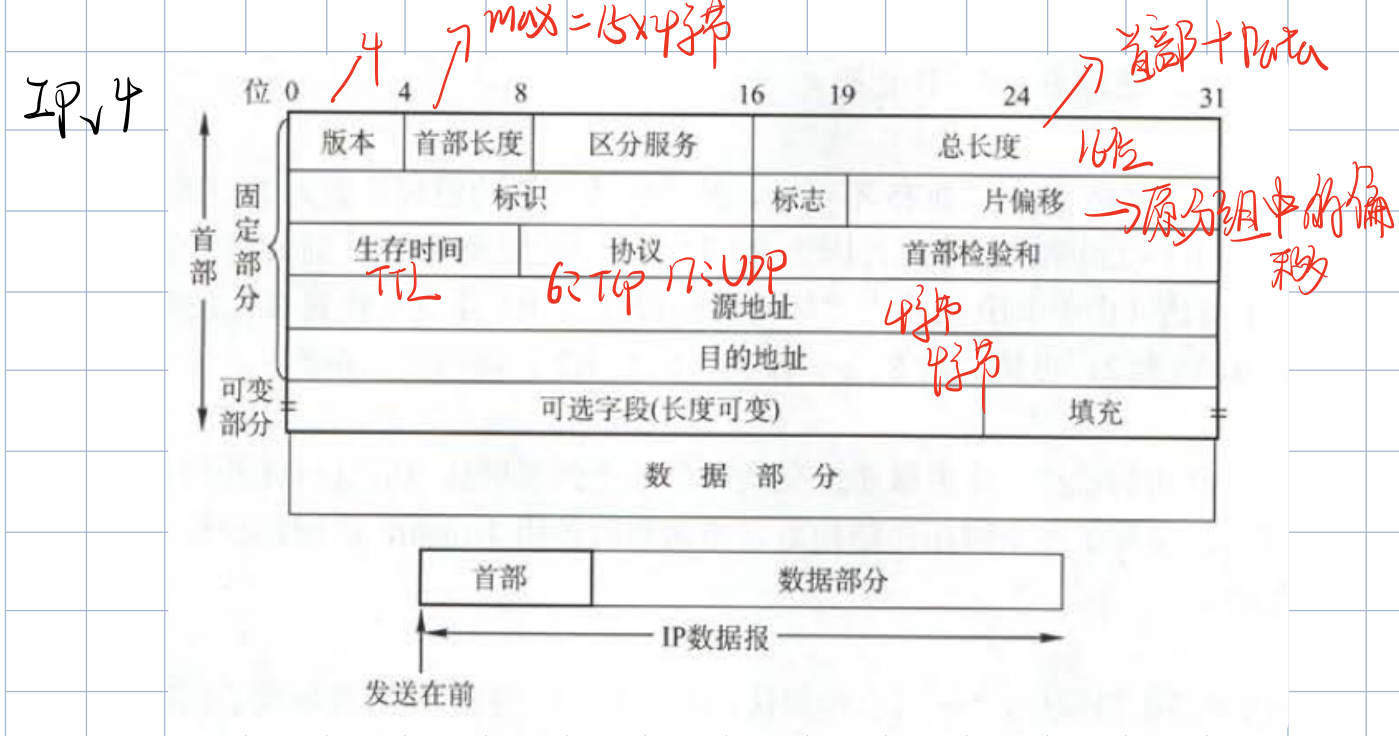 max=15×4字节
4
首部+Data
IPv4
位 0 4 8 16 19 24 31
版本 首部长度 区分服务 总长度 16位
标识 标志 片偏移 →原分组中的偏移
生存时间 协议 首部检验和
TTL 6:TCP 17:UDP
源地址 4字节
目的地址 4字节
可选字段(长度可变) 填充
数据部分
首部
固定部分
可变部分
首部 数据部分
IP数据报
发送在前